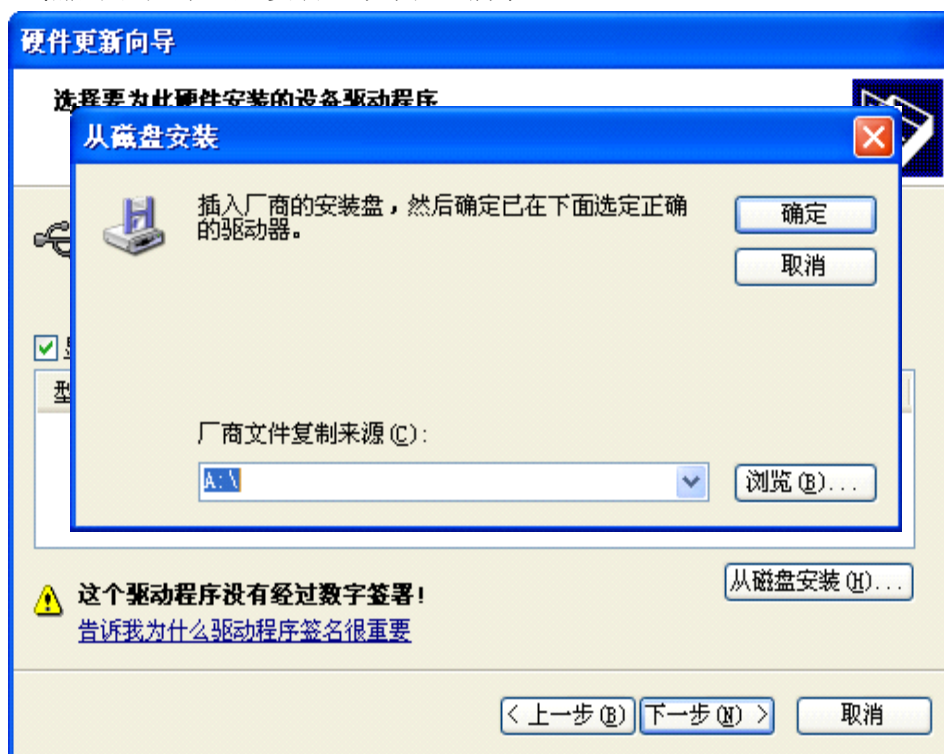 硬件更新向导
选择要为此硬件安装的设备驱动程序
从磁盘安装
插入厂商的安装盘，然后确定已在下面选定正确
的驱动器。
确定
取消
型
厂商文件复制来源(C):
A:\
浏览(B)...
从磁盘安装(H)...
这个驱动程序没有经过数字签署!
告诉我为什么驱动程序签名很重要
< 上一步(B)
下一步(N) >
取消